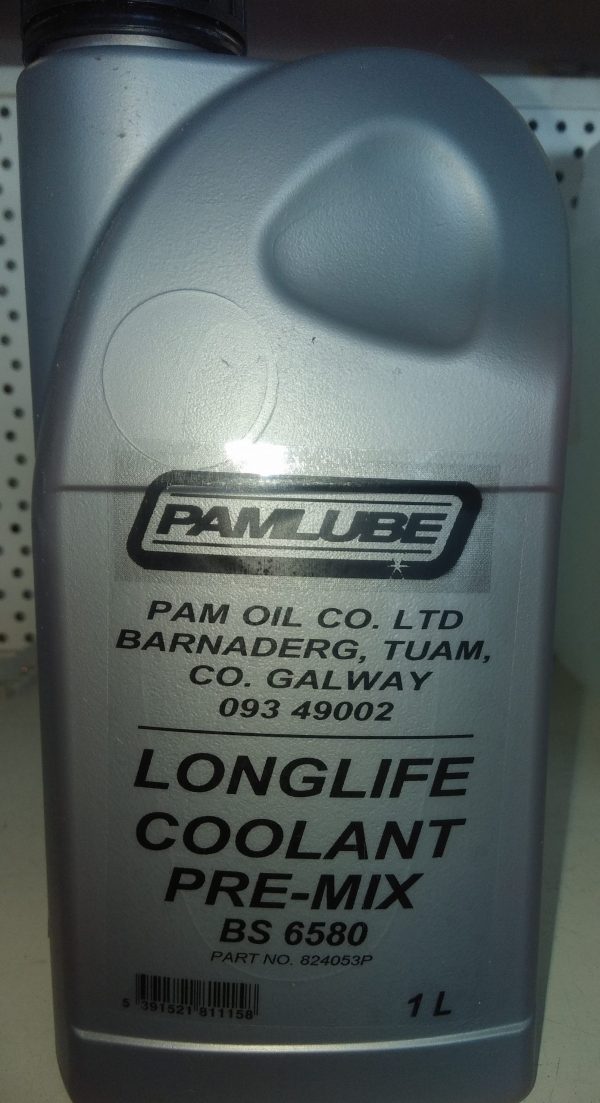 PAMLUBE
PAM OIL CO. LTD
BARNADERG, TUAM,
CO. GALWAY
093 49002
LONGLIFE
COOLANT
PRE-MIX
BS 6580
PART NO. 824053P
5 391521 811158
1 L